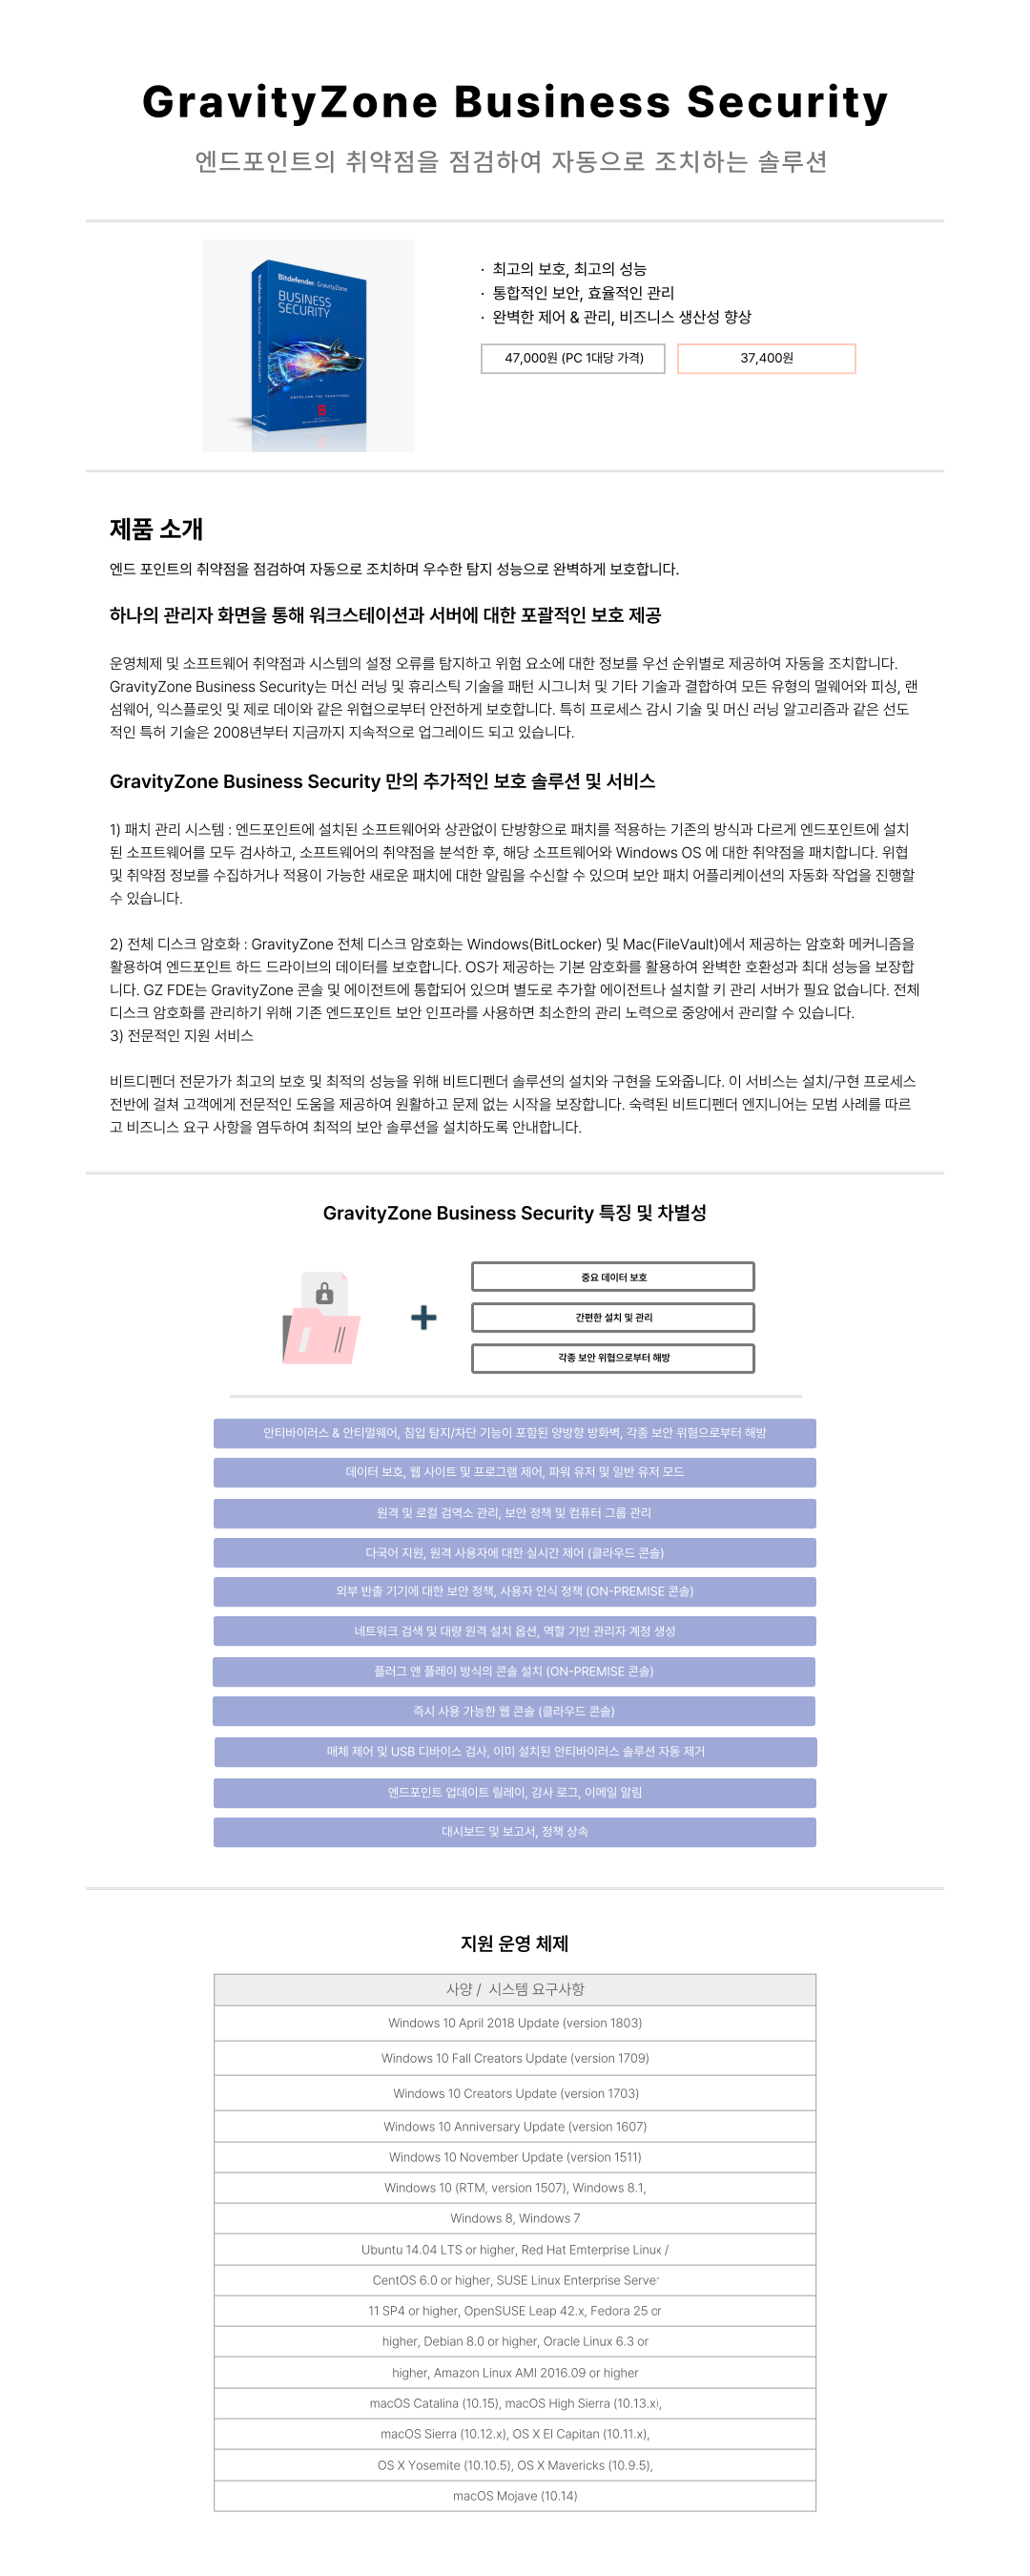 GravityZone Business Security
엔드포인트의 취약점을 점검하여 자동으로 조치하는 솔루션
Bitdefender GravityZone
BUSINESS
SECURITY
UNFOLLOW THE TRADITIONAL
B
· 최고의 보호, 최고의 성능
· 통합적인 보안, 효율적인 관리
· 완벽한 제어 & 관리, 비즈니스 생산성 향상
47,000원 (PC 1대당 가격)
37,400원
제품 소개
엔드 포인트의 취약점을 점검하여 자동으로 조치하며 우수한 탐지 성능으로 완벽하게 보호합니다.
하나의 관리자 화면을 통해 워크스테이션과 서버에 대한 포괄적인 보호 제공
운영체제 및 소프트웨어 취약점과 시스템의 설정 오류를 탐지하고 위험 요소에 대한 정보를 우선 순위별로 제공하여 자동을 조치합니다.
GravityZone Business Security는 머신 러닝 및 휴리스틱 기술을 패턴 시그니처 및 기타 기술과 결합하여 모든 유형의 멀웨어와 피싱, 랜
섬웨어, 익스플로잇 및 제로 데이와 같은 위협으로부터 안전하게 보호합니다. 특히 프로세스 감시 기술 및 머신 러닝 알고리즘과 같은 선도
적인 특허 기술은 2008년부터 지금까지 지속적으로 업그레이드 되고 있습니다.
GravityZone Business Security 만의 추가적인 보호 솔루션 및 서비스
1) 패치 관리 시스템 : 엔드포인트에 설치된 소프트웨어와 상관없이 단방향으로 패치를 적용하는 기존의 방식과 다르게 엔드포인트에 설치
된 소프트웨어를 모두 검사하고, 소프트웨어의 취약점을 분석한 후, 해당 소프트웨어와 Windows OS 에 대한 취약점을 패치합니다. 위협
및 취약점 정보를 수집하거나 적용이 가능한 새로운 패치에 대한 알림을 수신할 수 있으며 보안 패치 어플리케이션의 자동화 작업을 진행할
수 있습니다.
2) 전체 디스크 암호화 : GravityZone 전체 디스크 암호화는 Windows(BitLocker) 및 Mac(FileVault)에서 제공하는 암호화 메커니즘을
활용하여 엔드포인트 하드 드라이브의 데이터를 보호합니다. OS가 제공하는 기본 암호화를 활용하여 완벽한 호환성과 최대 성능을 보장합
니다. GZ FDE는 GravityZone 콘솔 및 에이전트에 통합되어 있으며 별도로 추가할 에이전트나 설치할 키 관리 서버가 필요 없습니다. 전체
디스크 암호화를 관리하기 위해 기존 엔드포인트 보안 인프라를 사용하면 최소한의 관리 노력으로 중앙에서 관리할 수 있습니다.
3) 전문적인 지원 서비스
비트디펜더 전문가가 최고의 보호 및 최적의 성능을 위해 비트디펜더 솔루션의 설치와 구현을 도와줍니다. 이 서비스는 설치/구현 프로세스
전반에 걸쳐 고객에게 전문적인 도움을 제공하여 원활하고 문제 없는 시작을 보장합니다. 숙력된 비트디펜더 엔지니어는 모범 사례를 따르
고 비즈니스 요구 사항을 염두하여 최적의 보안 솔루션을 설치하도록 안내합니다.
GravityZone Business Security 특징 및 차별성
중요 데이터 보호
간편한 설치 및 관리
각종 보안 위협으로부터 해방
안티바이러스 & 안티멀웨어, 침입 탐지/차단 기능이 포함된 양방향 방화벽, 각종 보안 위협으로부터 해방
데이터 보호, 웹 사이트 및 프로그램 제어, 파워 유저 및 일반 유저 모드
원격 및 로컬 검역소 관리, 보안 정책 및 컴퓨터 그룹 관리
다국어 지원, 원격 사용자에 대한 실시간 제어 (클라우드 콘솔)
외부 반출 기기에 대한 보안 정책, 사용자 인식 정책 (ON-PREMISE 콘솔)
네트워크 검색 및 대량 원격 설치 옵션, 역할 기반 관리자 계정 생성
플러그 앤 플레이 방식의 콘솔 설치 (ON-PREMISE 콘솔)
즉시 사용 가능한 웹 콘솔 (클라우드 콘솔)
매체 제어 및 USB 디바이스 검사, 이미 설치된 안티바이러스 솔루션 자동 제거
엔드포인트 업데이트 릴레이, 감사 로그, 이메일 알림
대시보드 및 보고서, 정책 상속
지원 운영 체제
사양 / 시스템 요구사항
Windows 10 April 2018 Update (version 1803)
Windows 10 Fall Creators Update (version 1709)
Windows 10 Creators Update (version 1703)
Windows 10 Anniversary Update (version 1607)
Windows 10 November Update (version 1511)
Windows 10 (RTM, version 1507), Windows 8.1,
Windows 8, Windows 7
Ubuntu 14.04 LTS or higher, Red Hat Emterprise Linux /
CentOS 6.0 or higher, SUSE Linux Enterprise Server
11 SP4 or higher, OpenSUSE Leap 42.x, Fedora 25 or
higher, Debian 8.0 or higher, Oracle Linux 6.3 or
higher, Amazon Linux AMI 2016.09 or higher
macOS Catalina (10.15), macOS High Sierra (10.13.x),
macOS Sierra (10.12.x), OS X El Capitan (10.11.x),
OS X Yosemite (10.10.5), OS X Mavericks (10.9.5),
macOS Mojave (10.14)